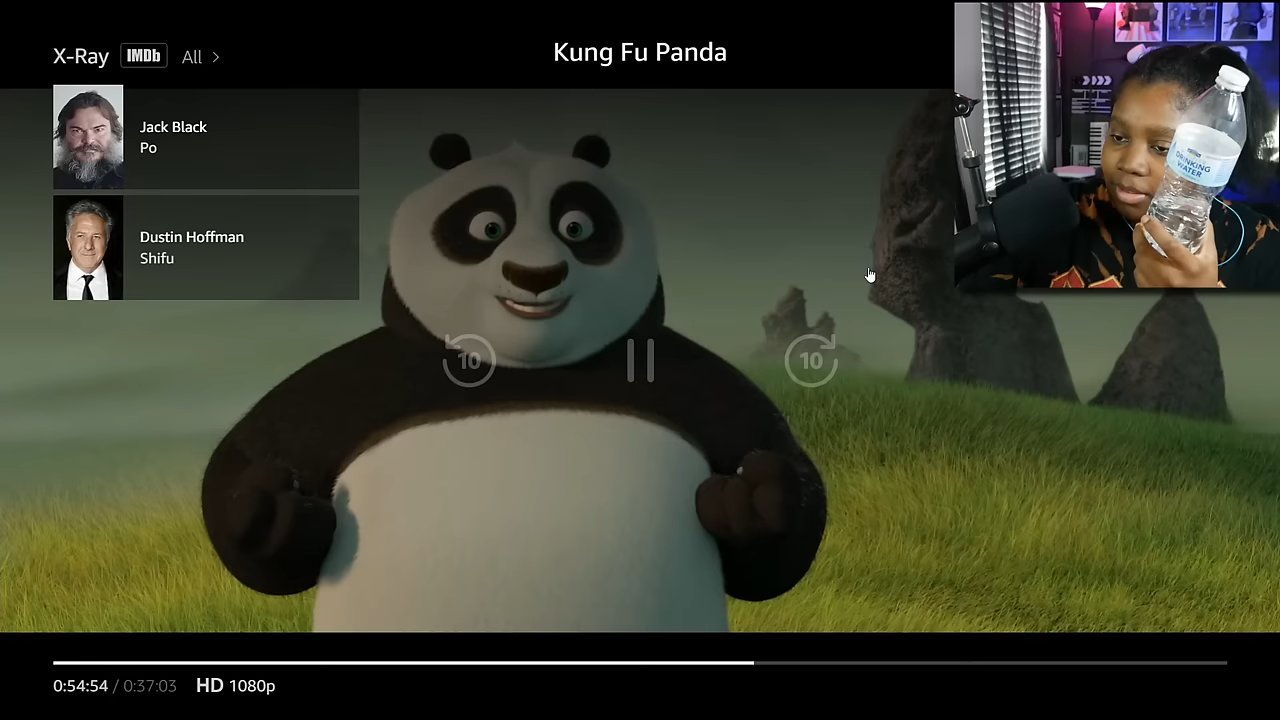 X-Ray IMDb All
Kung Fu Panda
Jack Black
Po
Dustin Hoffman
Shifu
DRINKING
WATER
10
10
0:54:54 / 0:37:03 HD 1080p